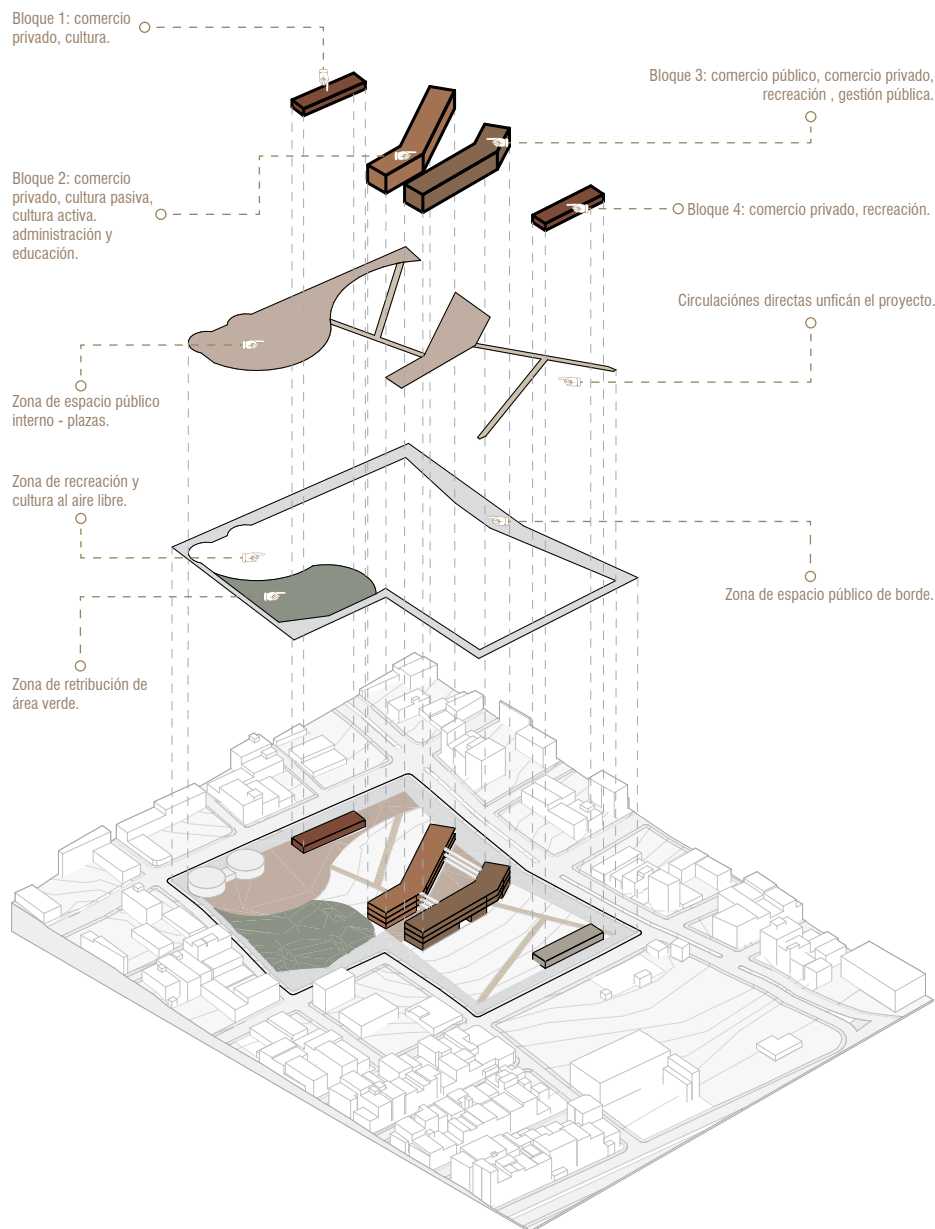 Bloque 1: comercio
privado, cultura.
Bloque 3: comercio público, comercio privado,
recreación , gestión pública.
Bloque 2: comercio
privado, cultura pasiva,
cultura activa.
administración y
educación.
Bloque 4: comercio privado, recreación.
Circulaciónes directas unficán el proyecto.
Zona de espacio público
interno - plazas.
Zona de recreación y
cultura al aire libre.
Zona de espacio público de borde.
Zona de retribución de
área verde.